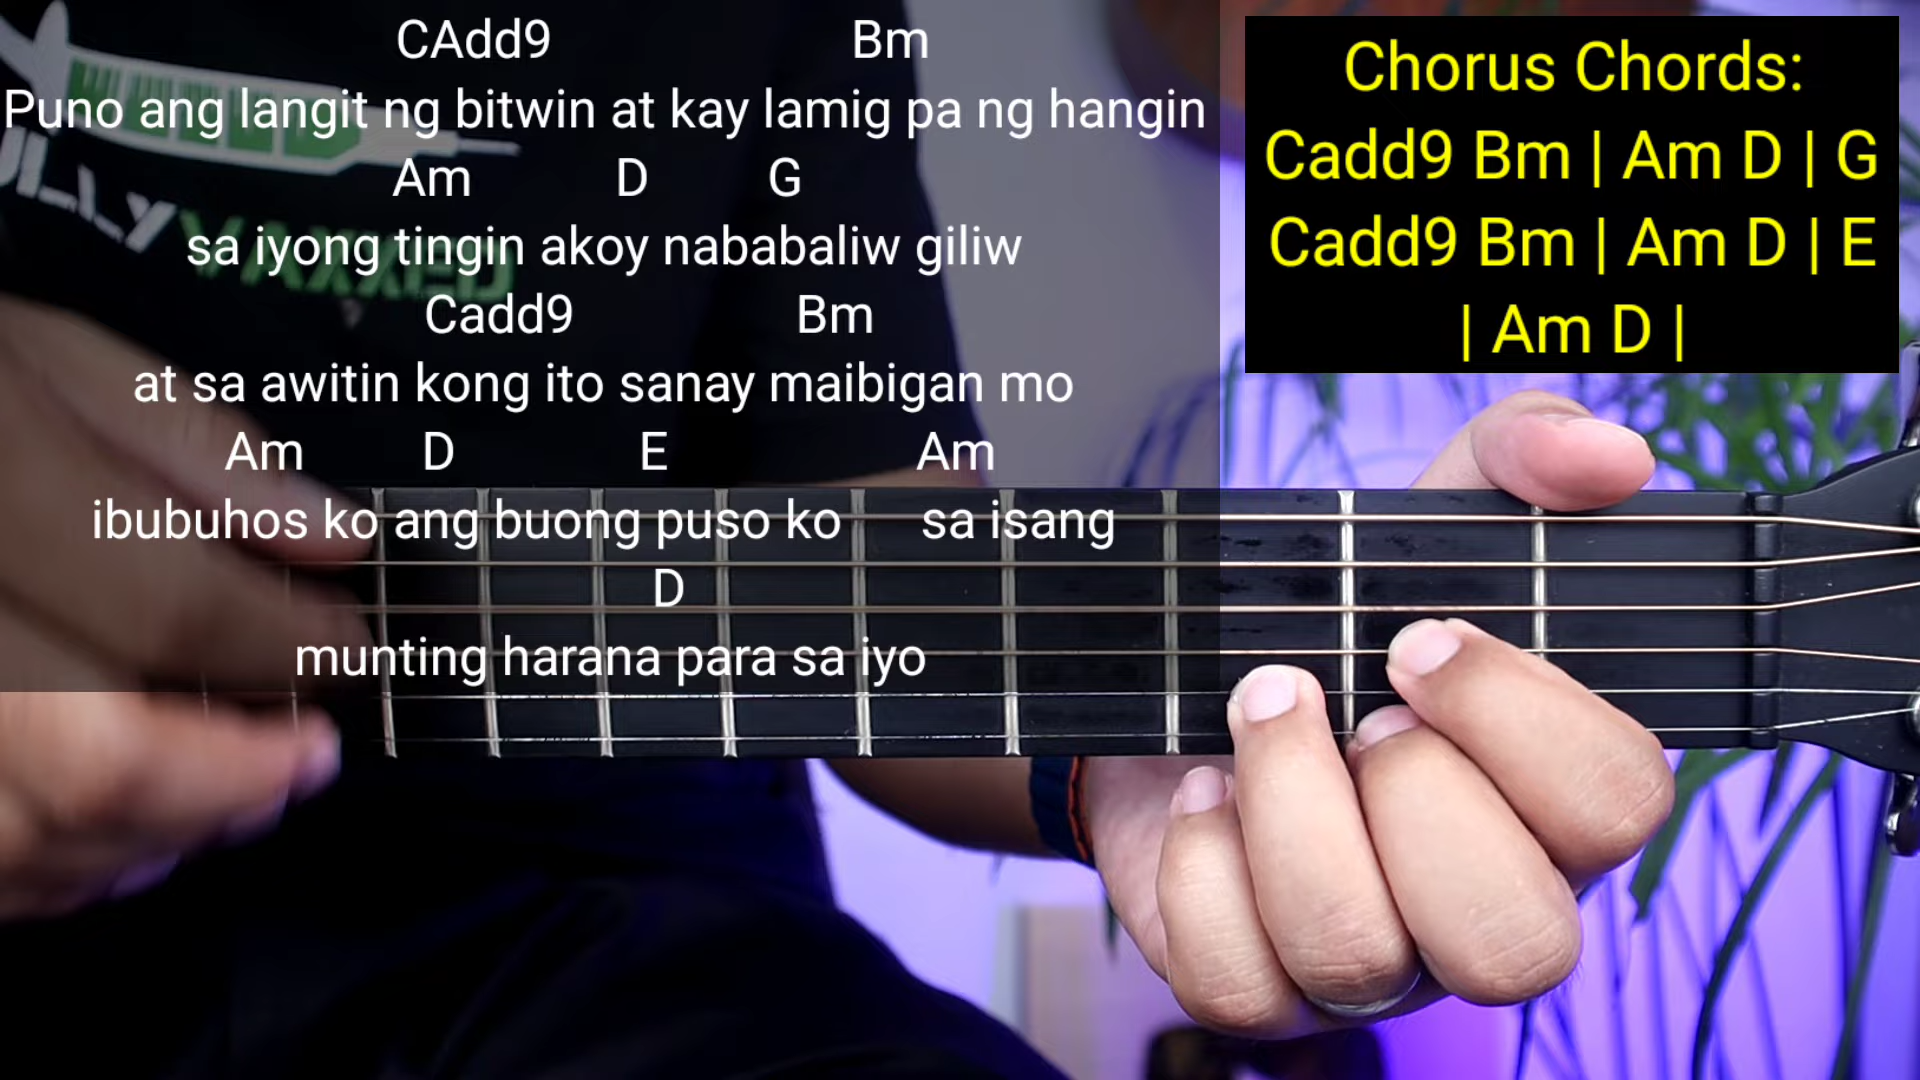 CAdd9 Bm
Puno ang langit ng bitwin at kay lamig pa ng hangin
Am D G
sa iyong tingin akoy nababaliw giliw
Cadd9 Bm
at sa awitin kong ito sanay maibigan mo
Am D E Am
ibubuhos ko ang buong puso ko sa isang
D
munting harana para sa iyo
Chorus Chords:
Cadd9 Bm | Am D | G
Cadd9 Bm | Am D | E
| Am D |
VAXXED